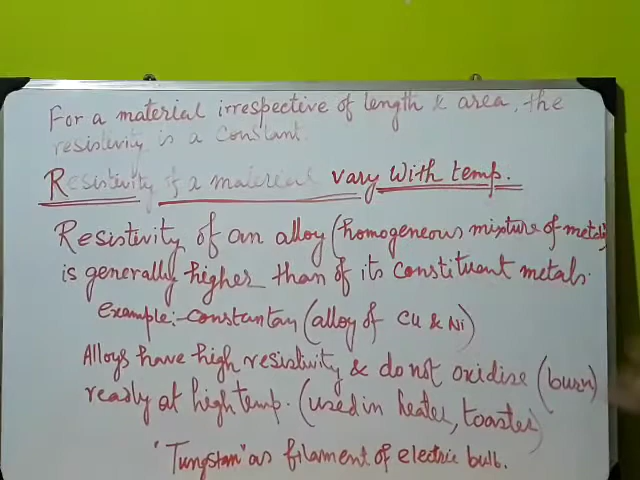 For a material irrespective of length & area, the
resistivity is a constant.
Resistivity of a material vary with temp.
Resistivity of an alloy (homogeneous mixture of metals)
is generally higher than of its constituent metals.
Example:- Constantan (alloy of Cu & Ni)
Alloys have high resistivity & do not oxidise (burn)
readly at high temp. (used in heater, toaster)
"Tungstan" as filament of electric bulb.